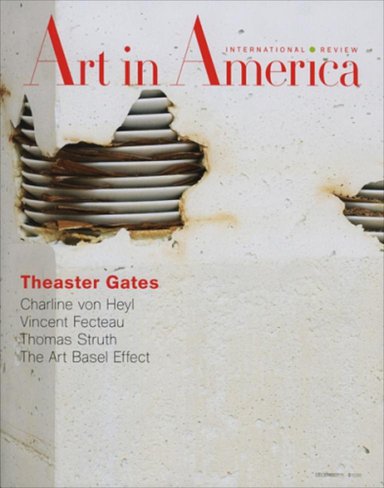 INTERNATIONAL REVIEW
Art in America
Theaster Gates
Charline von Heyl
Vincent Fecteau
Thomas Struth
The Art Basel Effect